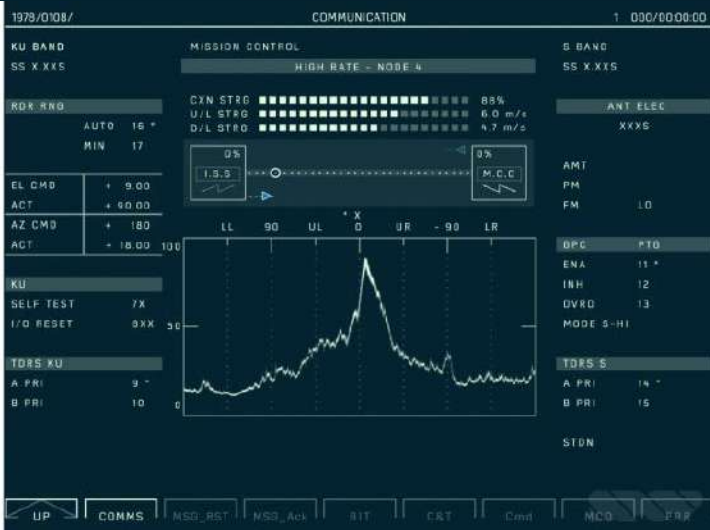 1978/0108/ COMMUNICATION 1 000/00:00:00
KU BAND MISSION CONTROL S BAND
SS X.XXS HIGH RATE - NODE 4 SS X.XXS
RDR RNG CXN STRG 88% ANT ELEC
AUTO 16 * U/L STRG 6.0 m/s XXXS
MIN 17 D/L STRG 4.7 m/s
0% 0%
I.S.S M.C.C AMT
EL CMD + 9.00 PM
ACT + 90.00 FM LO
AZ CMD + 180 * X
ACT + 18.00 LL 90 UL 0 UR - 90 LR
100 GPC PTG
ENA 11 *
KU INH 12
SELF TEST 7X OVRD 13
I/O RESET 8XX 50 MODE S-HI
TDRS KU TDRS S
A PRI 9 A PRI 14
B PRI 10 0 B PRI 15
STDN
UP COMMS MSG_RST MSG_Ack BIT C&T Cmd MCO ERR